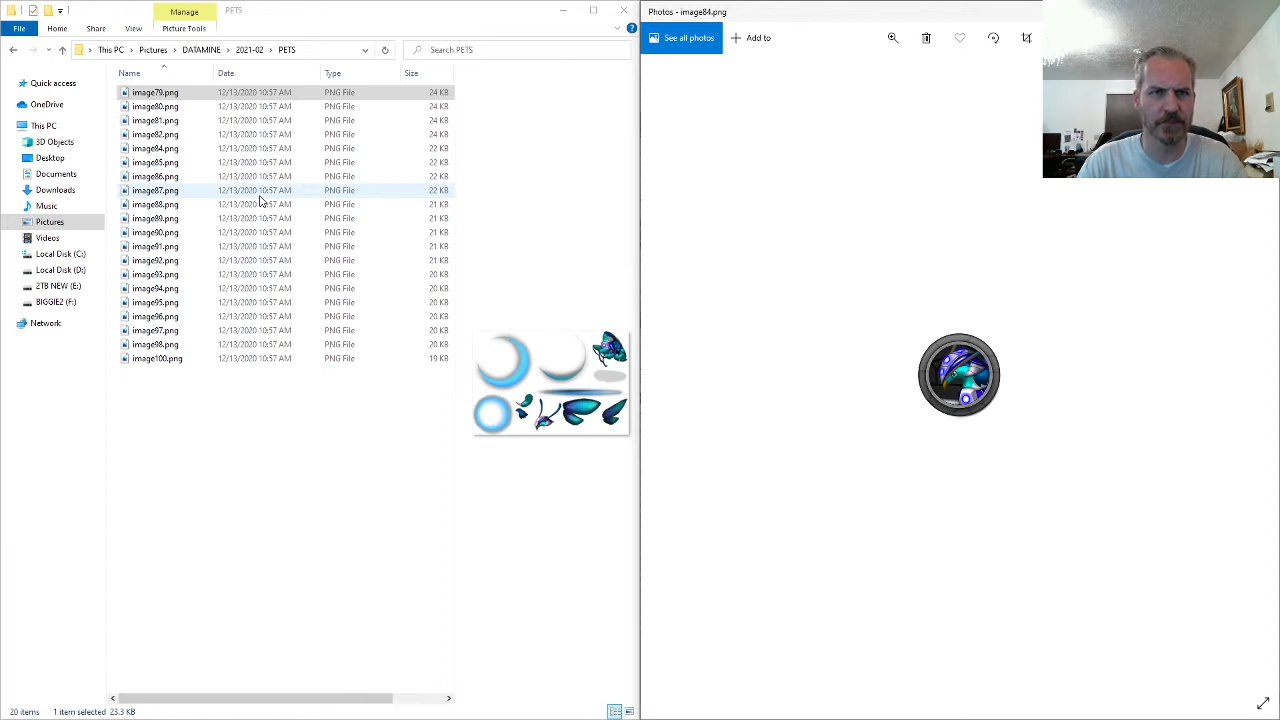 Manage PETS
File Home Share View Picture Tools
This PC Pictures DATAMINE 2021-02 PETS Search PETS
Name Date Type Size
Quick access
OneDrive
This PC
3D Objects
Desktop
Documents
Downloads
Music
Pictures
Videos
Local Disk (C:)
Local Disk (D:)
2TB NEW (E:)
BIGGIE2 (F:)
Network
image79.png 12/13/2020 10:57 AM PNG File 24 KB
image80.png 12/13/2020 10:57 AM PNG File 24 KB
image81.png 12/13/2020 10:57 AM PNG File 24 KB
image82.png 12/13/2020 10:57 AM PNG File 24 KB
image84.png 12/13/2020 10:57 AM PNG File 22 KB
image85.png 12/13/2020 10:57 AM PNG File 22 KB
image86.png 12/13/2020 10:57 AM PNG File 22 KB
image87.png 12/13/2020 10:57 AM PNG File 22 KB
image88.png 12/13/2020 10:57 AM PNG File 21 KB
image89.png 12/13/2020 10:57 AM PNG File 21 KB
image90.png 12/13/2020 10:57 AM PNG File 21 KB
image91.png 12/13/2020 10:57 AM PNG File 21 KB
image92.png 12/13/2020 10:57 AM PNG File 21 KB
image93.png 12/13/2020 10:57 AM PNG File 20 KB
image94.png 12/13/2020 10:57 AM PNG File 20 KB
image95.png 12/13/2020 10:57 AM PNG File 20 KB
image96.png 12/13/2020 10:57 AM PNG File 20 KB
image97.png 12/13/2020 10:57 AM PNG File 20 KB
image98.png 12/13/2020 10:57 AM PNG File 20 KB
image100.png 12/13/2020 10:57 AM PNG File 19 KB
20 items 1 item selected 23.3 KB
Photos - image84.png
See all photos Add to